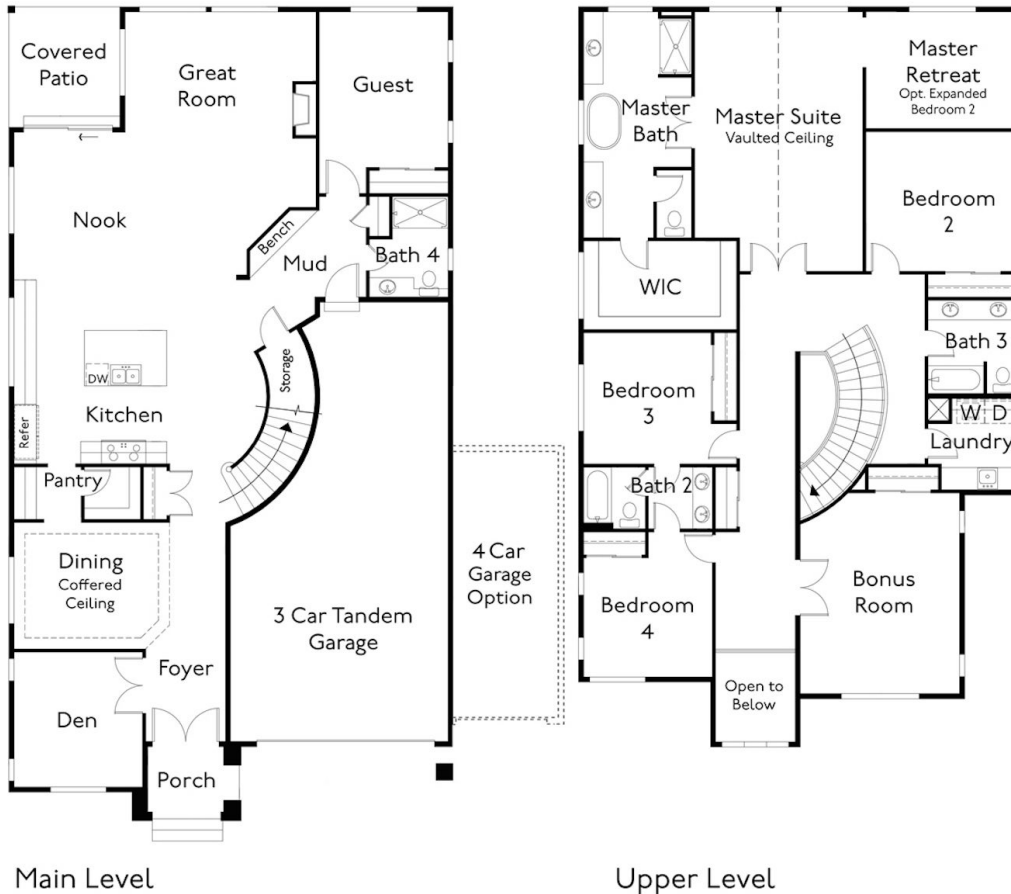 Covered
Patio
Great
Room
Guest
Nook
Bench
Mud
Bath 4
Storage
DW
Kitchen
Refer
Pantry
Dining
Coffered
Ceiling
3 Car Tandem
Garage
4 Car
Garage
Option
Foyer
Den
Porch
Main Level
Master
Bath
Master Suite
Vaulted Ceiling
Master
Retreat
Opt. Expanded
Bedroom 2
Bedroom
2
WIC
Bath 3
Bedroom
3
W D
Laundry
Bath 2
Bedroom
4
Bonus
Room
Open to
Below
Upper Level